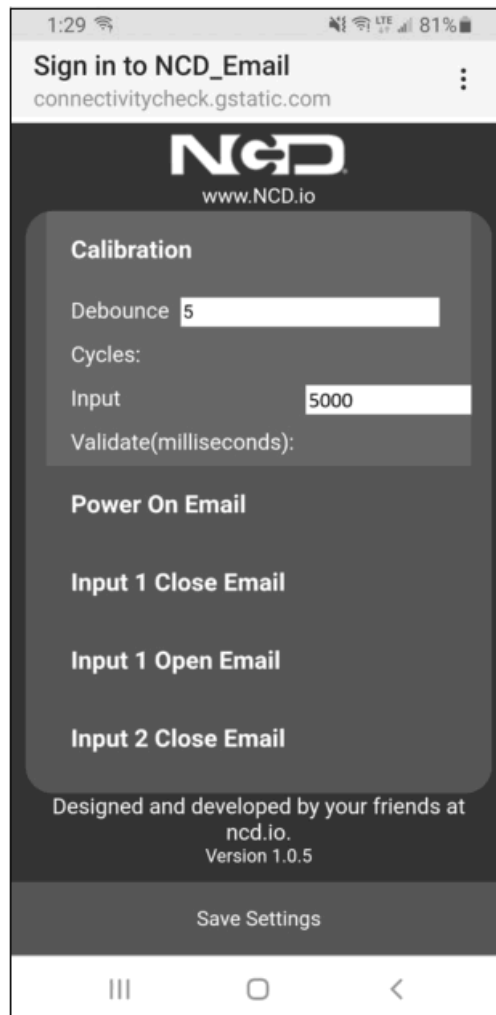 1:29 LTE 81%
Sign in to NCD_Email
connectivitycheck.gstatic.com
NCD
www.NCD.io
Calibration
Debounce 5
Cycles:
Input 5000
Validate(milliseconds):
Power On Email
Input 1 Close Email
Input 1 Open Email
Input 2 Close Email
Designed and developed by your friends at
ncd.io.
Version 1.0.5
Save Settings